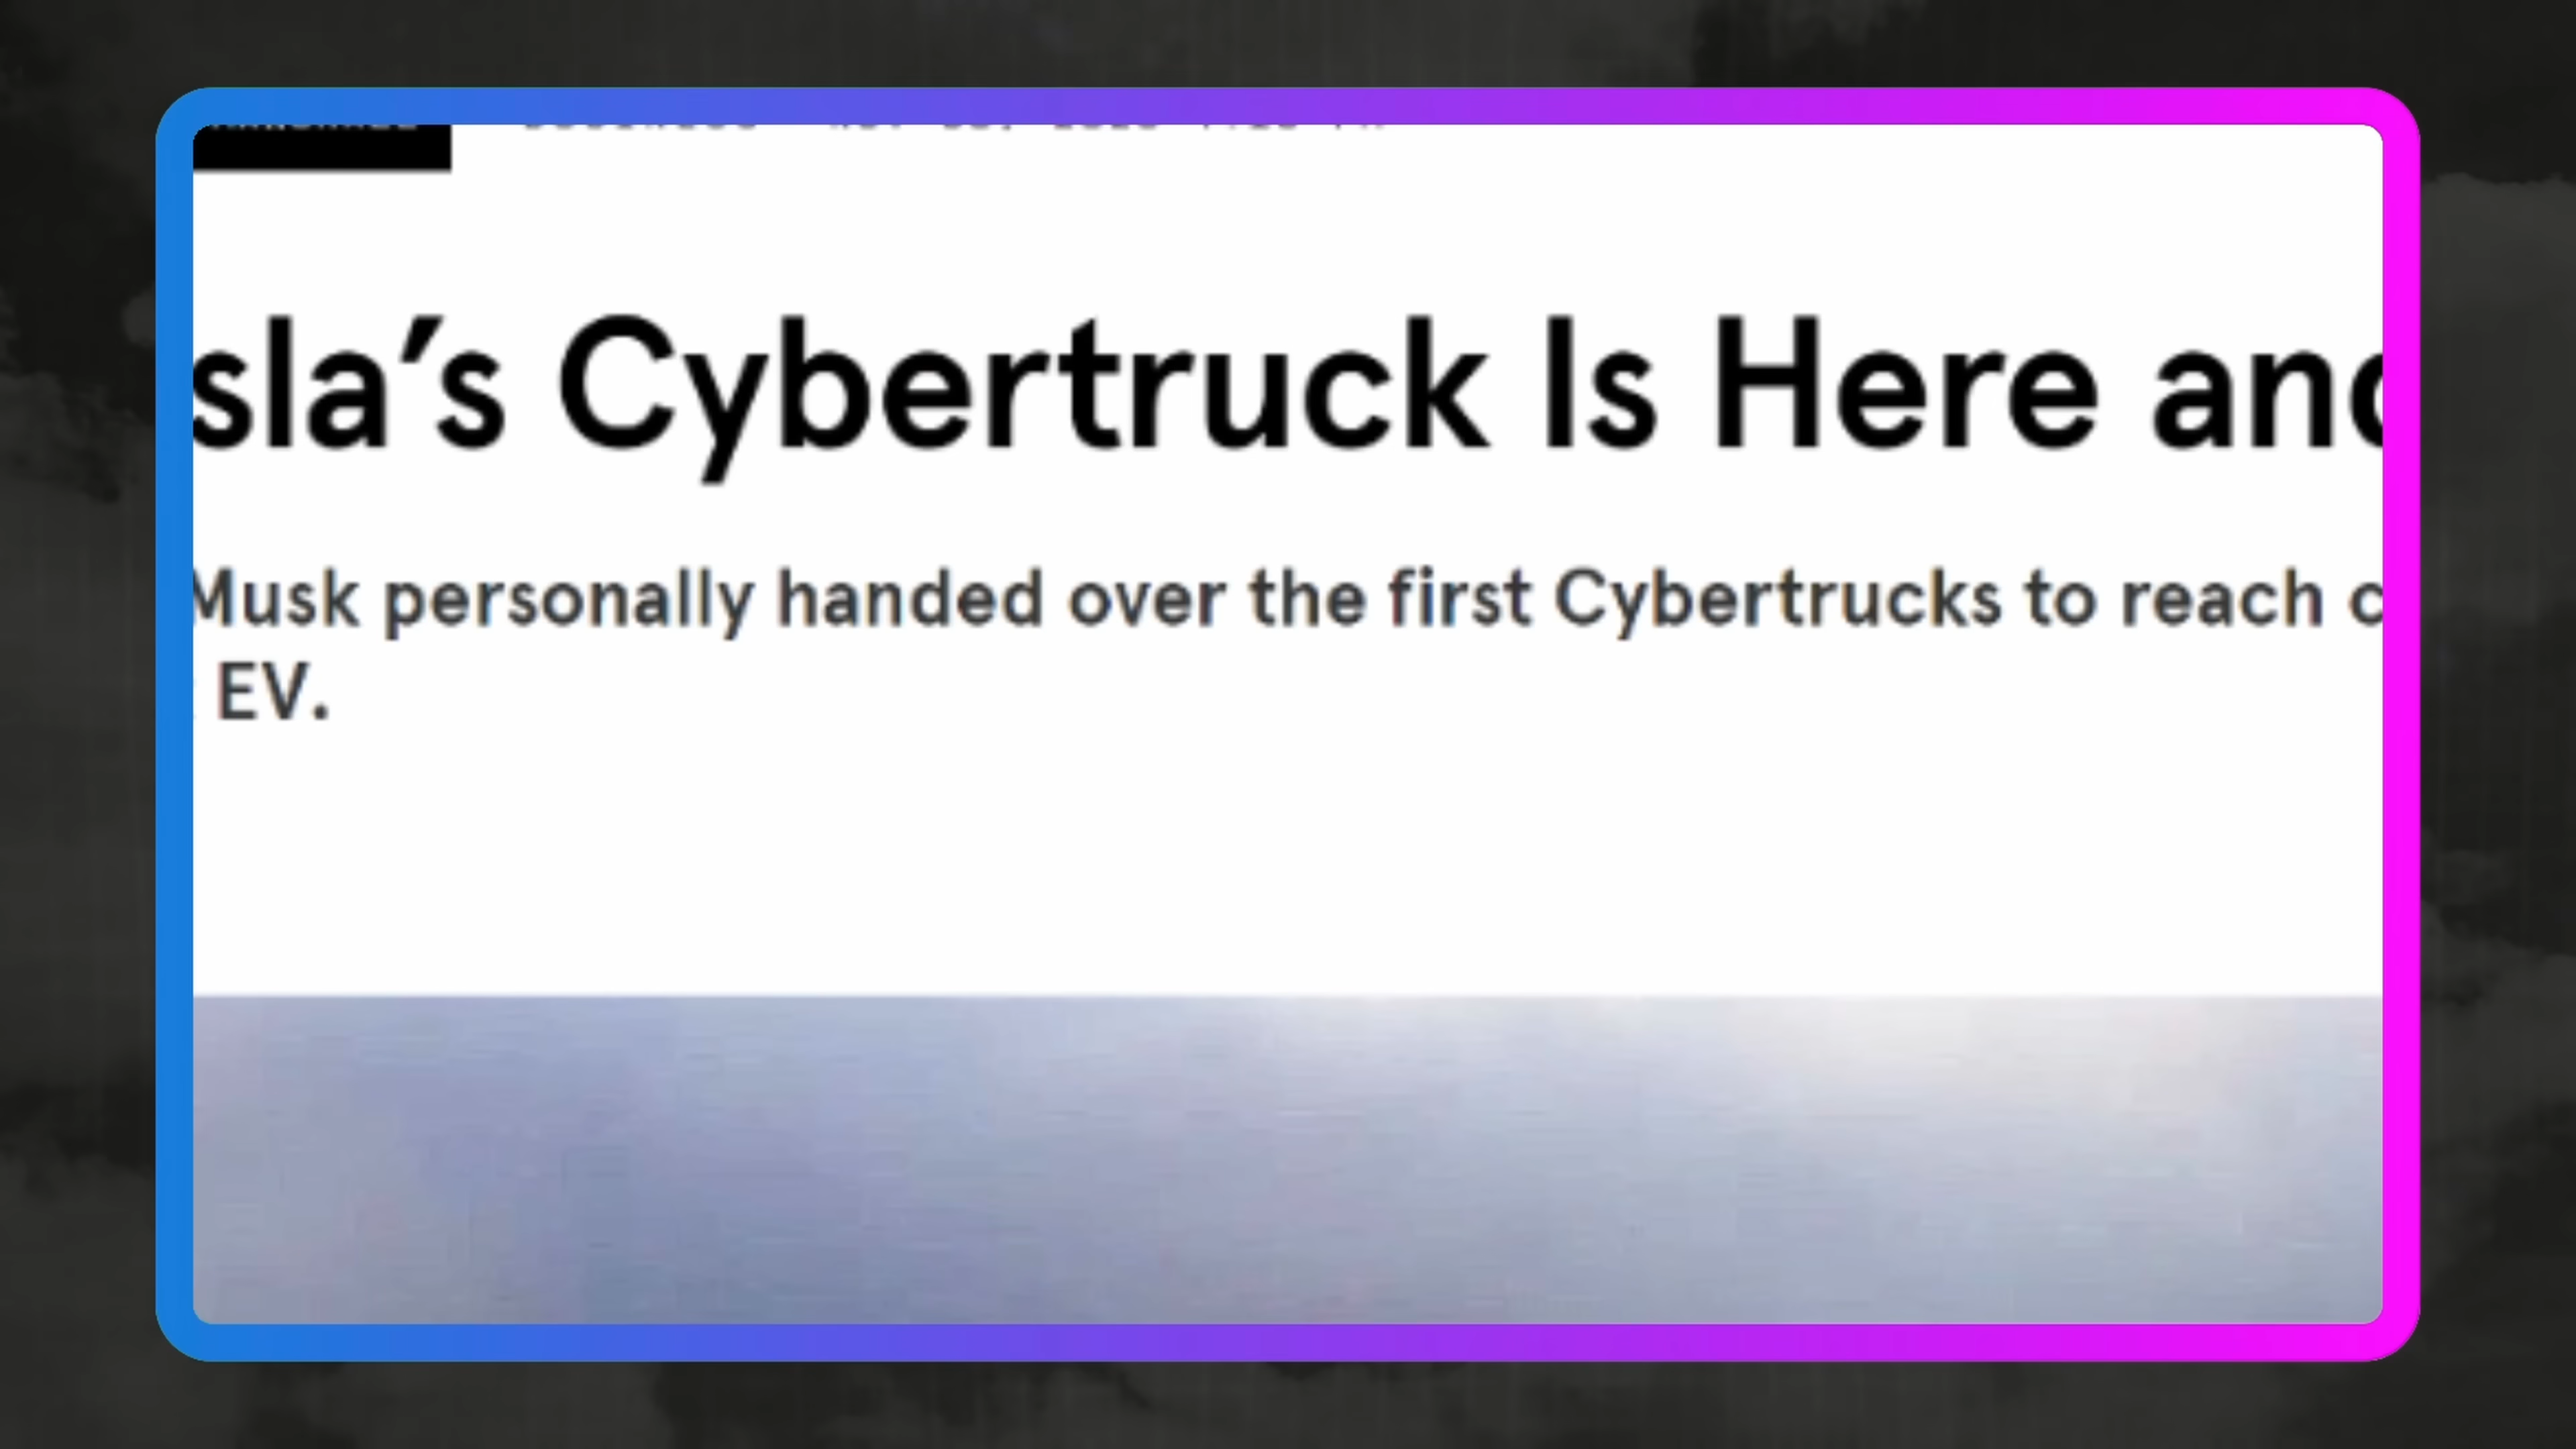 sla’s Cybertruck Is Here and
Musk personally handed over the first Cybertrucks to reach
EV.